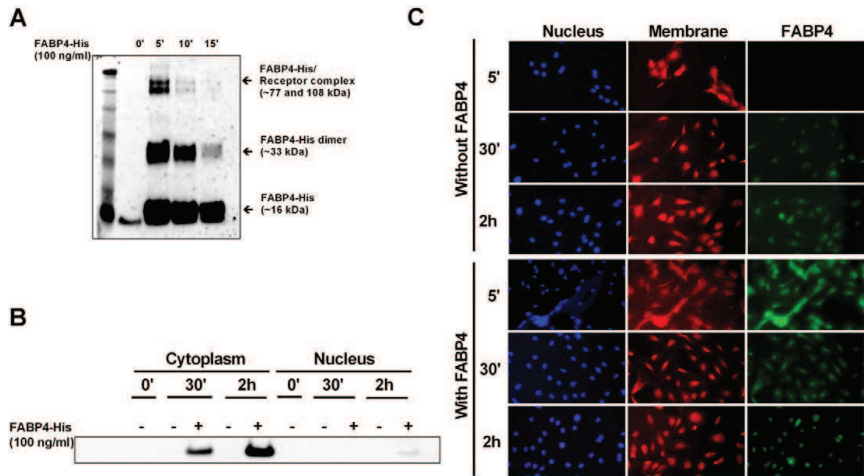 A
FABP4-His 0' 5' 10' 15'
(100 ng/ml)
FABP4-His/
Receptor complex
(~77 and 108 kDa)
FABP4-His dimer
(~33 kDa)
FABP4-His
(~16 kDa)
B
Cytoplasm Nucleus
0' 30' 2h 0' 30' 2h
FABP4-His - - + - + - - + - +
(100 ng/ml)
C
Nucleus Membrane FABP4
Without FABP4
5'
30'
2h
With FABP4
5'
30'
2h